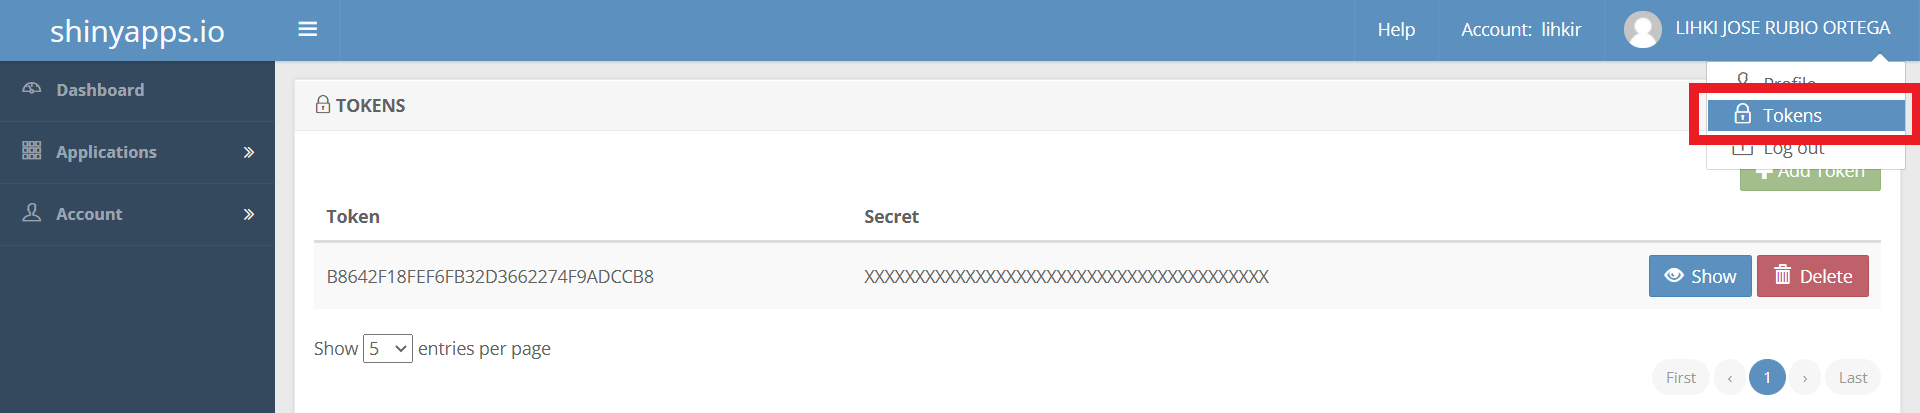 shinyapps.io
Help
Account: lihkir
LIHKI JOSE RUBIO ORTEGA
Dashboard
Applications
Account
TOKENS
Profile
Tokens
Log out
Add Token
Token
Secret
B8642F18FEF6FB32D3662274F9ADCCB8
XXXXXXXXXXXXXXXXXXXXXXXXXXXXXXXXXXXXXXXX
Show
Delete
Show 5 entries per page
First ‹ 1 › Last